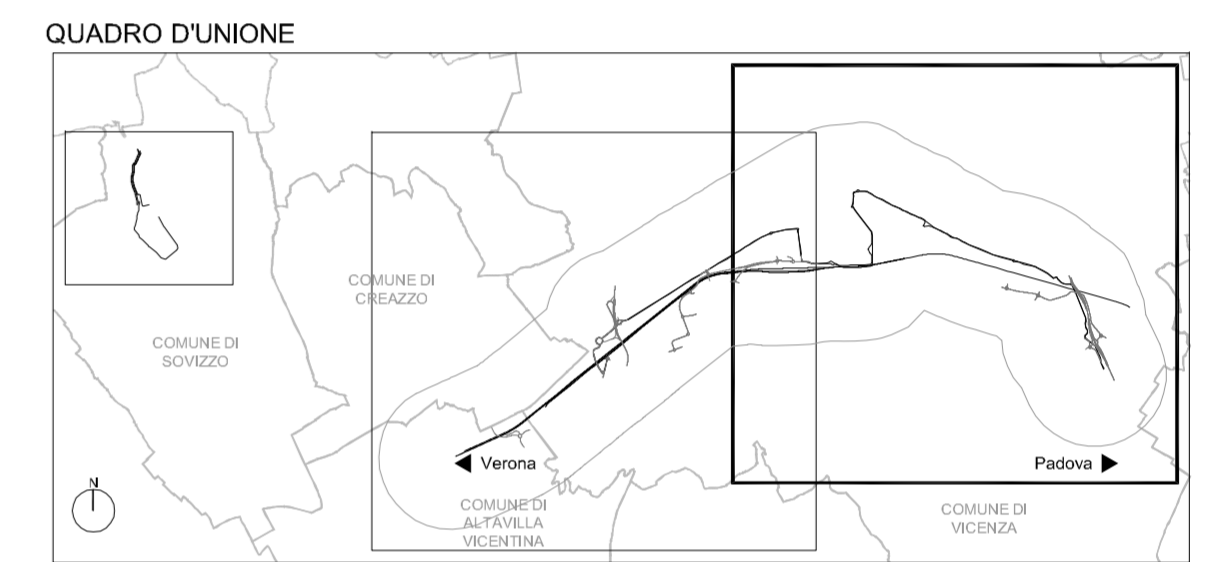 QUADRO D'UNIONE
COMUNE DI
CREAZZO
COMUNE DI
SOVIZZO
Verona
Padova
N
COMUNE DI
ALTAVILLA
VICENTINA
COMUNE DI
VICENZA